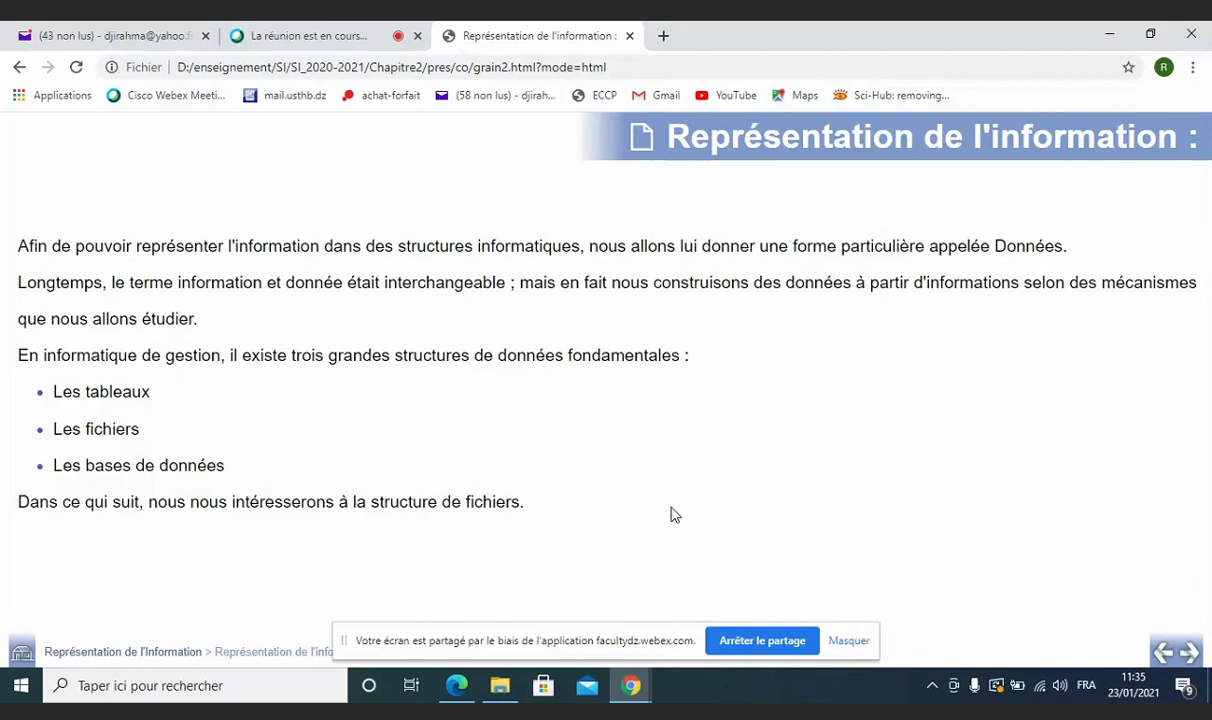 (43 non lus) - djirahma@yahoo.f
La réunion est en cours...
Représentation de l'information :
Fichier
D:/enseignement/SI/SI_2020-2021/Chapitre2/pres/co/grain2.html?mode=html
R
Applications
Cisco Webex Meeti...
mail.usthb.dz
achat-forfait
(58 non lus) - djirah...
ECCP
Gmail
YouTube
Maps
Sci-Hub: removing...
Représentation de l'information :
Afin de pouvoir représenter l'information dans des structures informatiques, nous allons lui donner une forme particulière appelée Données.
Longtemps, le terme information et donnée était interchangeable ; mais en fait nous construisons des données à partir d'informations selon des mécanismes
que nous allons étudier.
En informatique de gestion, il existe trois grandes structures de données fondamentales :
• Les tableaux
• Les fichiers
• Les bases de données
Dans ce qui suit, nous nous intéresserons à la structure de fichiers.
Votre écran est partagé par le biais de l'application facultydz.webex.com.
Arrêter le partage
Masquer
Représentation de l'Information > Représentation de l'info
Taper ici pour rechercher
FRA
11:35
23/01/2021
9